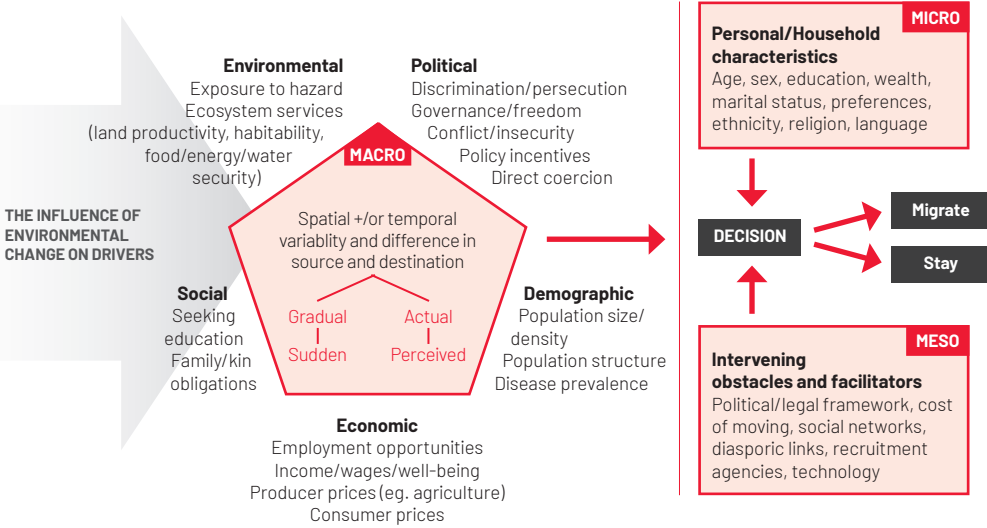 THE INFLUENCE OF
ENVIRONMENTAL
CHANGE ON DRIVERS
Environmental
Exposure to hazard
Ecosystem services
(land productivity, habitability,
food/energy/water
security)
Political
Discrimination/persecution
Governance/freedom
Conflict/insecurity
Policy incentives
Direct coercion
MACRO
Spatial +/or temporal
variablity and difference in
source and destination
Gradual
Sudden
Actual
Perceived
Social
Seeking
education
Family/kin
obligations
Demographic
Population size/
density
Population structure
Disease prevalence
Economic
Employment opportunities
Income/wages/well-being
Producer prices (eg. agriculture)
Consumer prices
MICRO
Personal/Household
characteristics
Age, sex, education, wealth,
marital status, preferences,
ethnicity, religion, language
DECISION
Migrate
Stay
MESO
Intervening
obstacles and facilitators
Political/legal framework, cost
of moving, social networks,
diasporic links, recruitment
agencies, technology